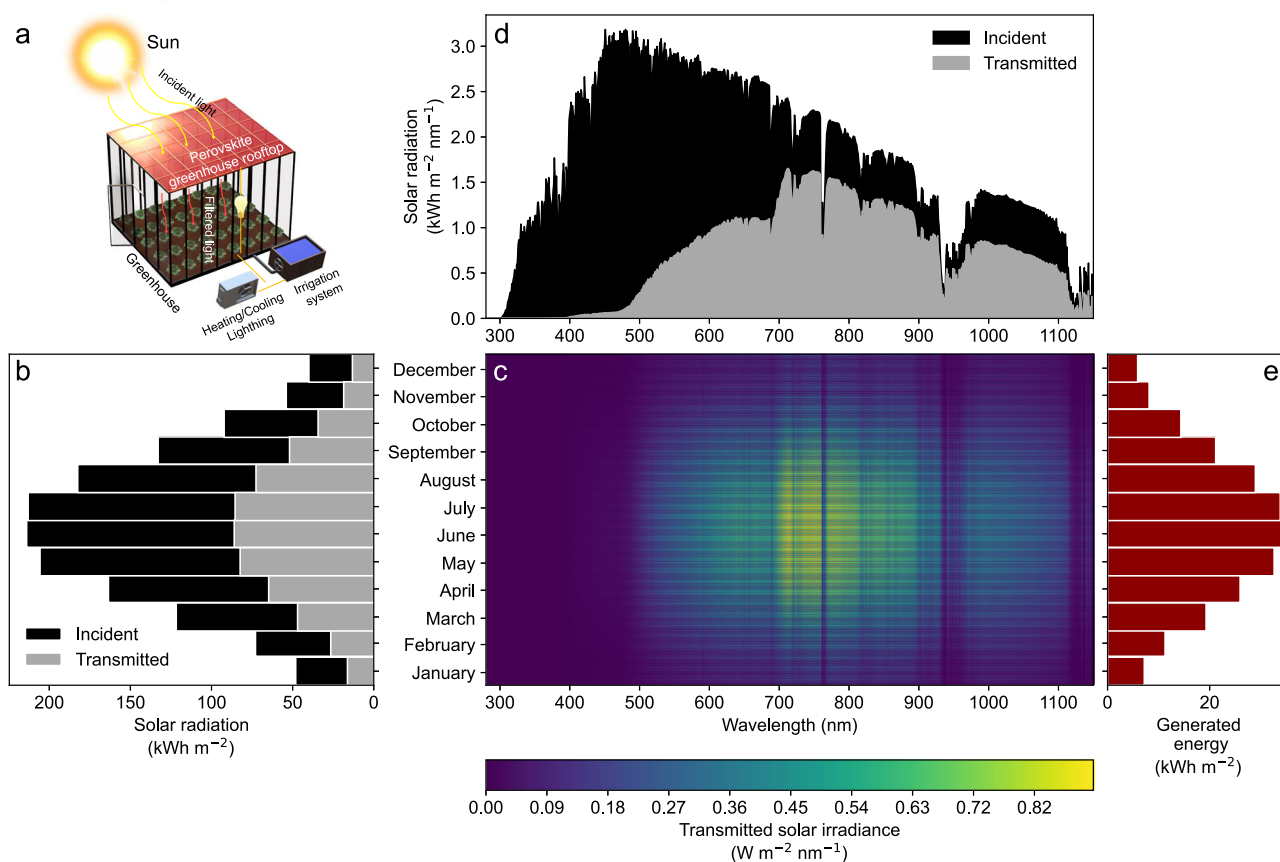 a
Sun
Incident light
Perovskite
greenhouse rooftop
Filtered light
Greenhouse
Heating/Cooling
Lighthing
Irrigation
system
d
Incident
Transmitted
Solar radiation
(kWh m⁻² nm⁻¹)
3.0
2.5
2.0
1.5
1.0
0.5
0.0
300 400 500 600 700 800 900 1000 1100
b
Incident
Transmitted
200 150 100 50 0
Solar radiation
(kWh m⁻²)
December
November
October
September
August
July
June
May
April
March
February
January
c
300 400 500 600 700 800 900 1000 1100
Wavelength (nm)
e
0 20
Generated
energy
(kWh m⁻²)
0.00 0.09 0.18 0.27 0.36 0.45 0.54 0.63 0.72 0.82
Transmitted solar irradiance
(W m⁻² nm⁻¹)